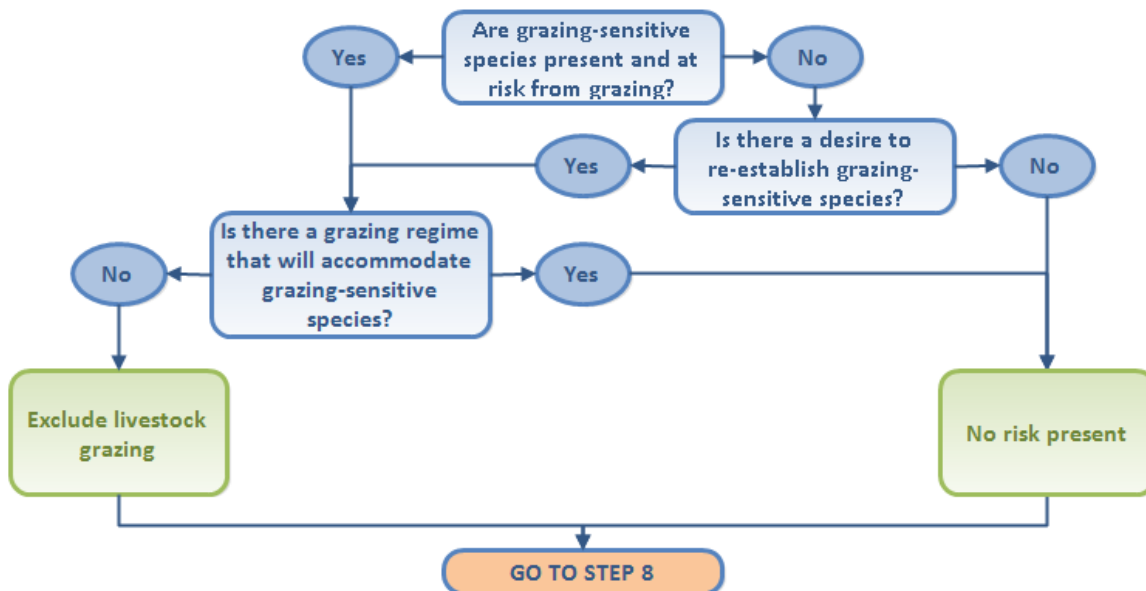 Are grazing-sensitive
species present and at
risk from grazing?
Yes
No
Is there a desire to
re-establish grazing-
sensitive species?
Yes
No
Is there a grazing regime
that will accommodate
grazing-sensitive
species?
No
Yes
Exclude livestock
grazing
No risk present
GO TO STEP 8